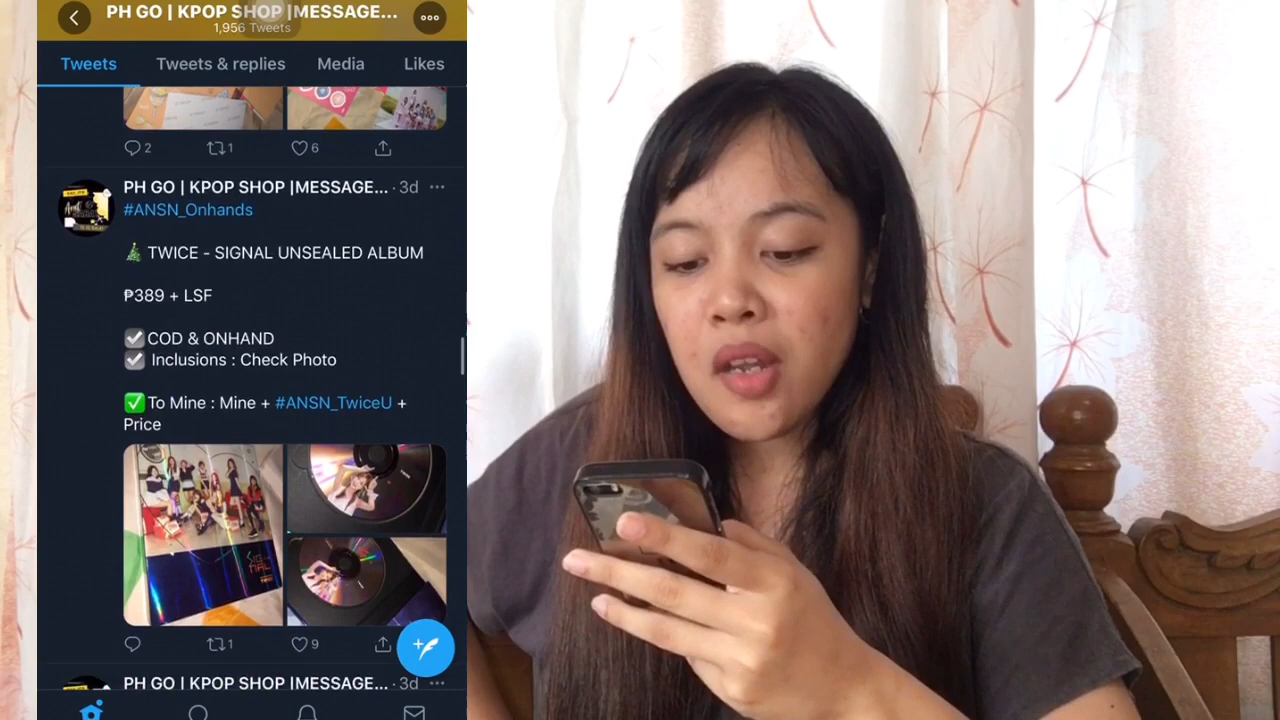 PH GO | KPOP SHOP |MESSAGE...
1,956 Tweets
Tweets
Tweets & replies
Media
Likes
2
1
6
PH GO | KPOP SHOP |MESSAGE... · 3d
#ANSN_Onhands
🎄 TWICE - SIGNAL UNSEALED ALBUM
₱389 + LSF
☑️COD & ONHAND
☑️ Inclusions : Check Photo
✅To Mine : Mine + #ANSN_TwiceU +
Price
SIG
NAL
1
9
PH GO | KPOP SHOP |MESSAGE... · 3d